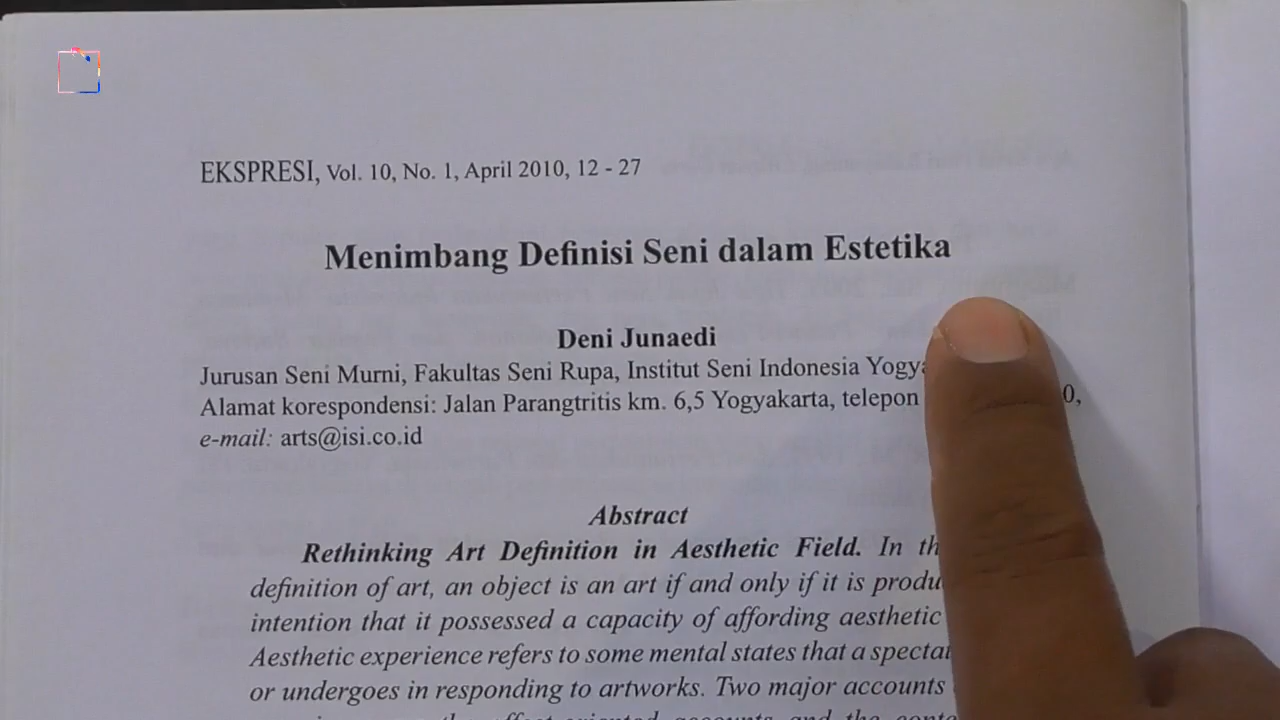 EKSPRESI, Vol. 10, No. 1, April 2010, 12 - 27
Menimbang Definisi Seni dalam Estetika
Deni Junaedi
Jurusan Seni Murni, Fakultas Seni Rupa, Institut Seni Indonesia
Alamat korespondensi: Jalan Parangtritis km. 6,5 Yogyakarta, telepon
e-mail: arts@isi.co.id
Abstract
Rethinking Art Definition in Aesthetic Field. In
definition of art, an object is an art if and only if it is
intention that it possessed a capacity of affording aesthetic
Aesthetic experience refers to some mental states that a
or undergoes in responding to artworks. Two major accounts